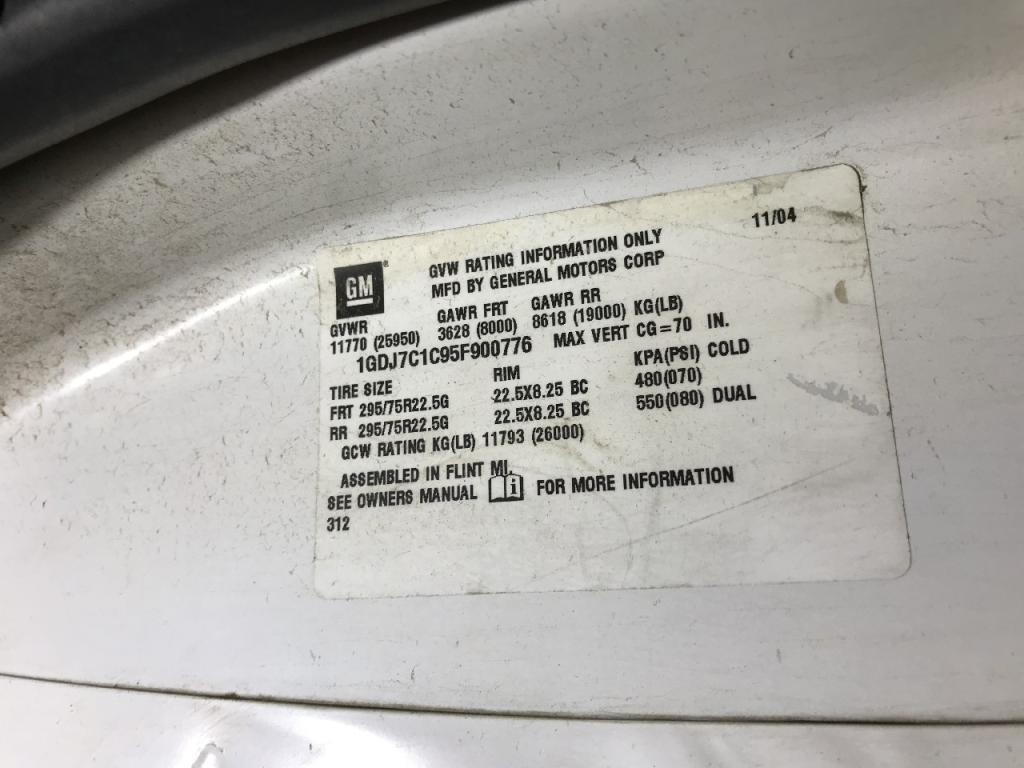 11/04
GM
GVW RATING INFORMATION ONLY
MFD BY GENERAL MOTORS CORP
GVWR GAWR FRT GAWR RR
11770 (25950) 3628 (8000) 8618 (19000) KG(LB)
1GDJ7C1C95F900776 MAX VERT CG=70 IN.
TIRE SIZE RIM KPA(PSI) COLD
FRT 295/75R22.5G 22.5X8.25 BC 480(070)
RR 295/75R22.5G 22.5X8.25 BC 550(080) DUAL
GCW RATING KG(LB) 11793 (26000)
ASSEMBLED IN FLINT MI.
SEE OWNERS MANUAL FOR MORE INFORMATION
312